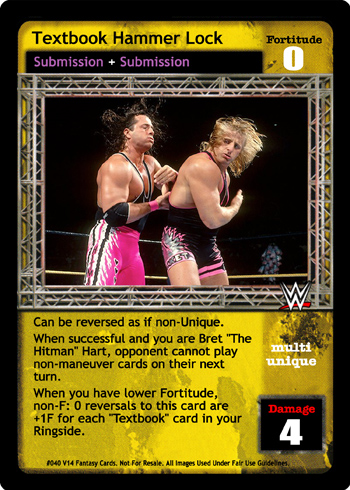 Textbook Hammer Lock
Fortitude
0
Submission + Submission
W
Can be reversed as if non-Unique.
When successful and you are Bret "The
Hitman" Hart, opponent cannot play
non-maneuver cards on their next
turn.
When you have lower Fortitude,
non-F: 0 reversals to this card are
+1F for each "Textbook" card in your
Ringside.
multi
unique
Damage
4
#040 V14 Fantasy Cards. Not For Resale. All Images Used Under Fair Use Guidelines.